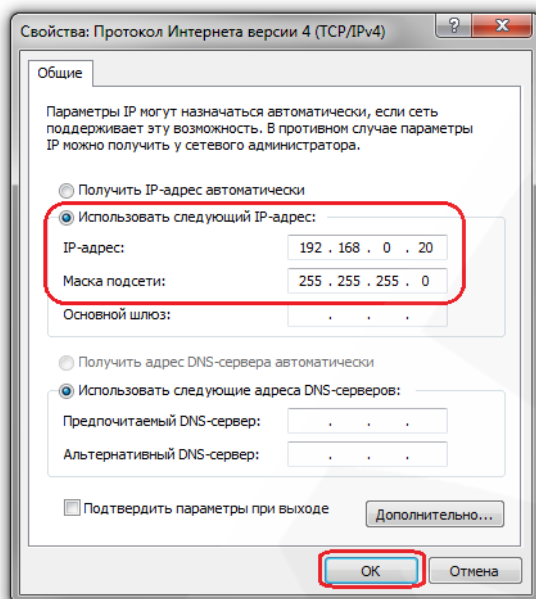 Свойства: Протокол Интернета версии 4 (TCP/IPv4)
Общие
Параметры IP могут назначаться автоматически, если сеть
поддерживает эту возможность. В противном случае параметры
IP можно получить у сетевого администратора.
Получить IP-адрес автоматически
Использовать следующий IP-адрес:
IP-адрес: 192 . 168 . 0 . 20
Маска подсети: 255 . 255 . 255 . 0
Основной шлюз: . . .
Получить адрес DNS-сервера автоматически
Использовать следующие адреса DNS-серверов:
Предпочитаемый DNS-сервер: . . .
Альтернативный DNS-сервер: . . .
Подтвердить параметры при выходе
Дополнительно...
ОК Отмена